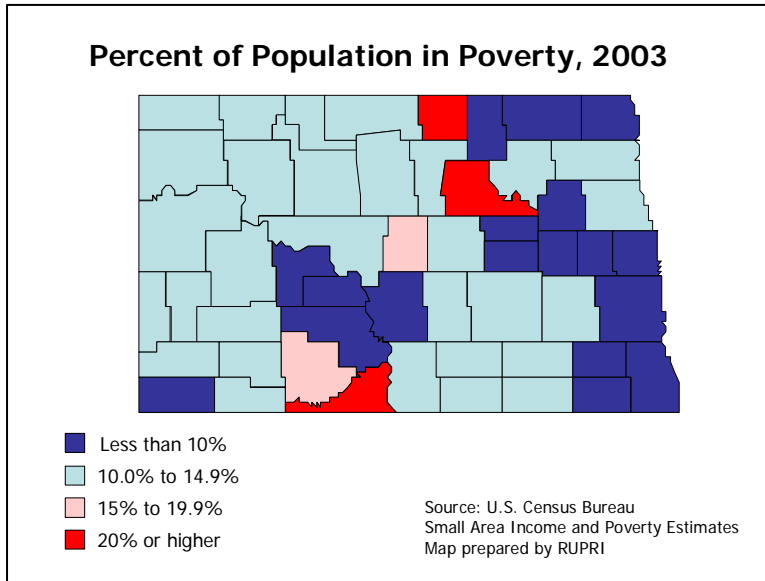 Percent of Population in Poverty, 2003
Less than 10%
10.0% to 14.9%
15% to 19.9%
20% or higher
Source: U.S. Census Bureau
Small Area Income and Poverty Estimates
Map prepared by RUPRI